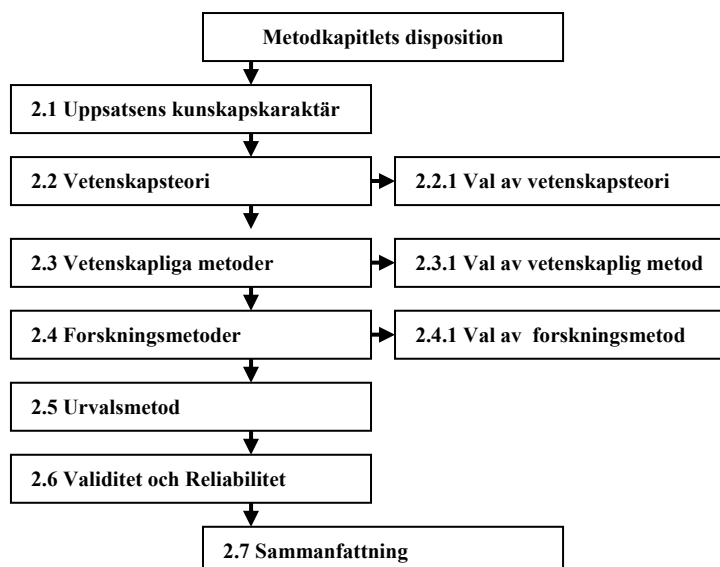 Metodkapitlets disposition
2.1 Uppsatsens kunskapskaraktär
2.2 Vetenskapsteori
2.2.1 Val av vetenskapsteori
2.3 Vetenskapliga metoder
2.3.1 Val av vetenskaplig metod
2.4 Forskningsmetoder
2.4.1 Val av forskningsmetod
2.5 Urvalsmetod
2.6 Validitet och Reliabilitet
2.7 Sammanfattning